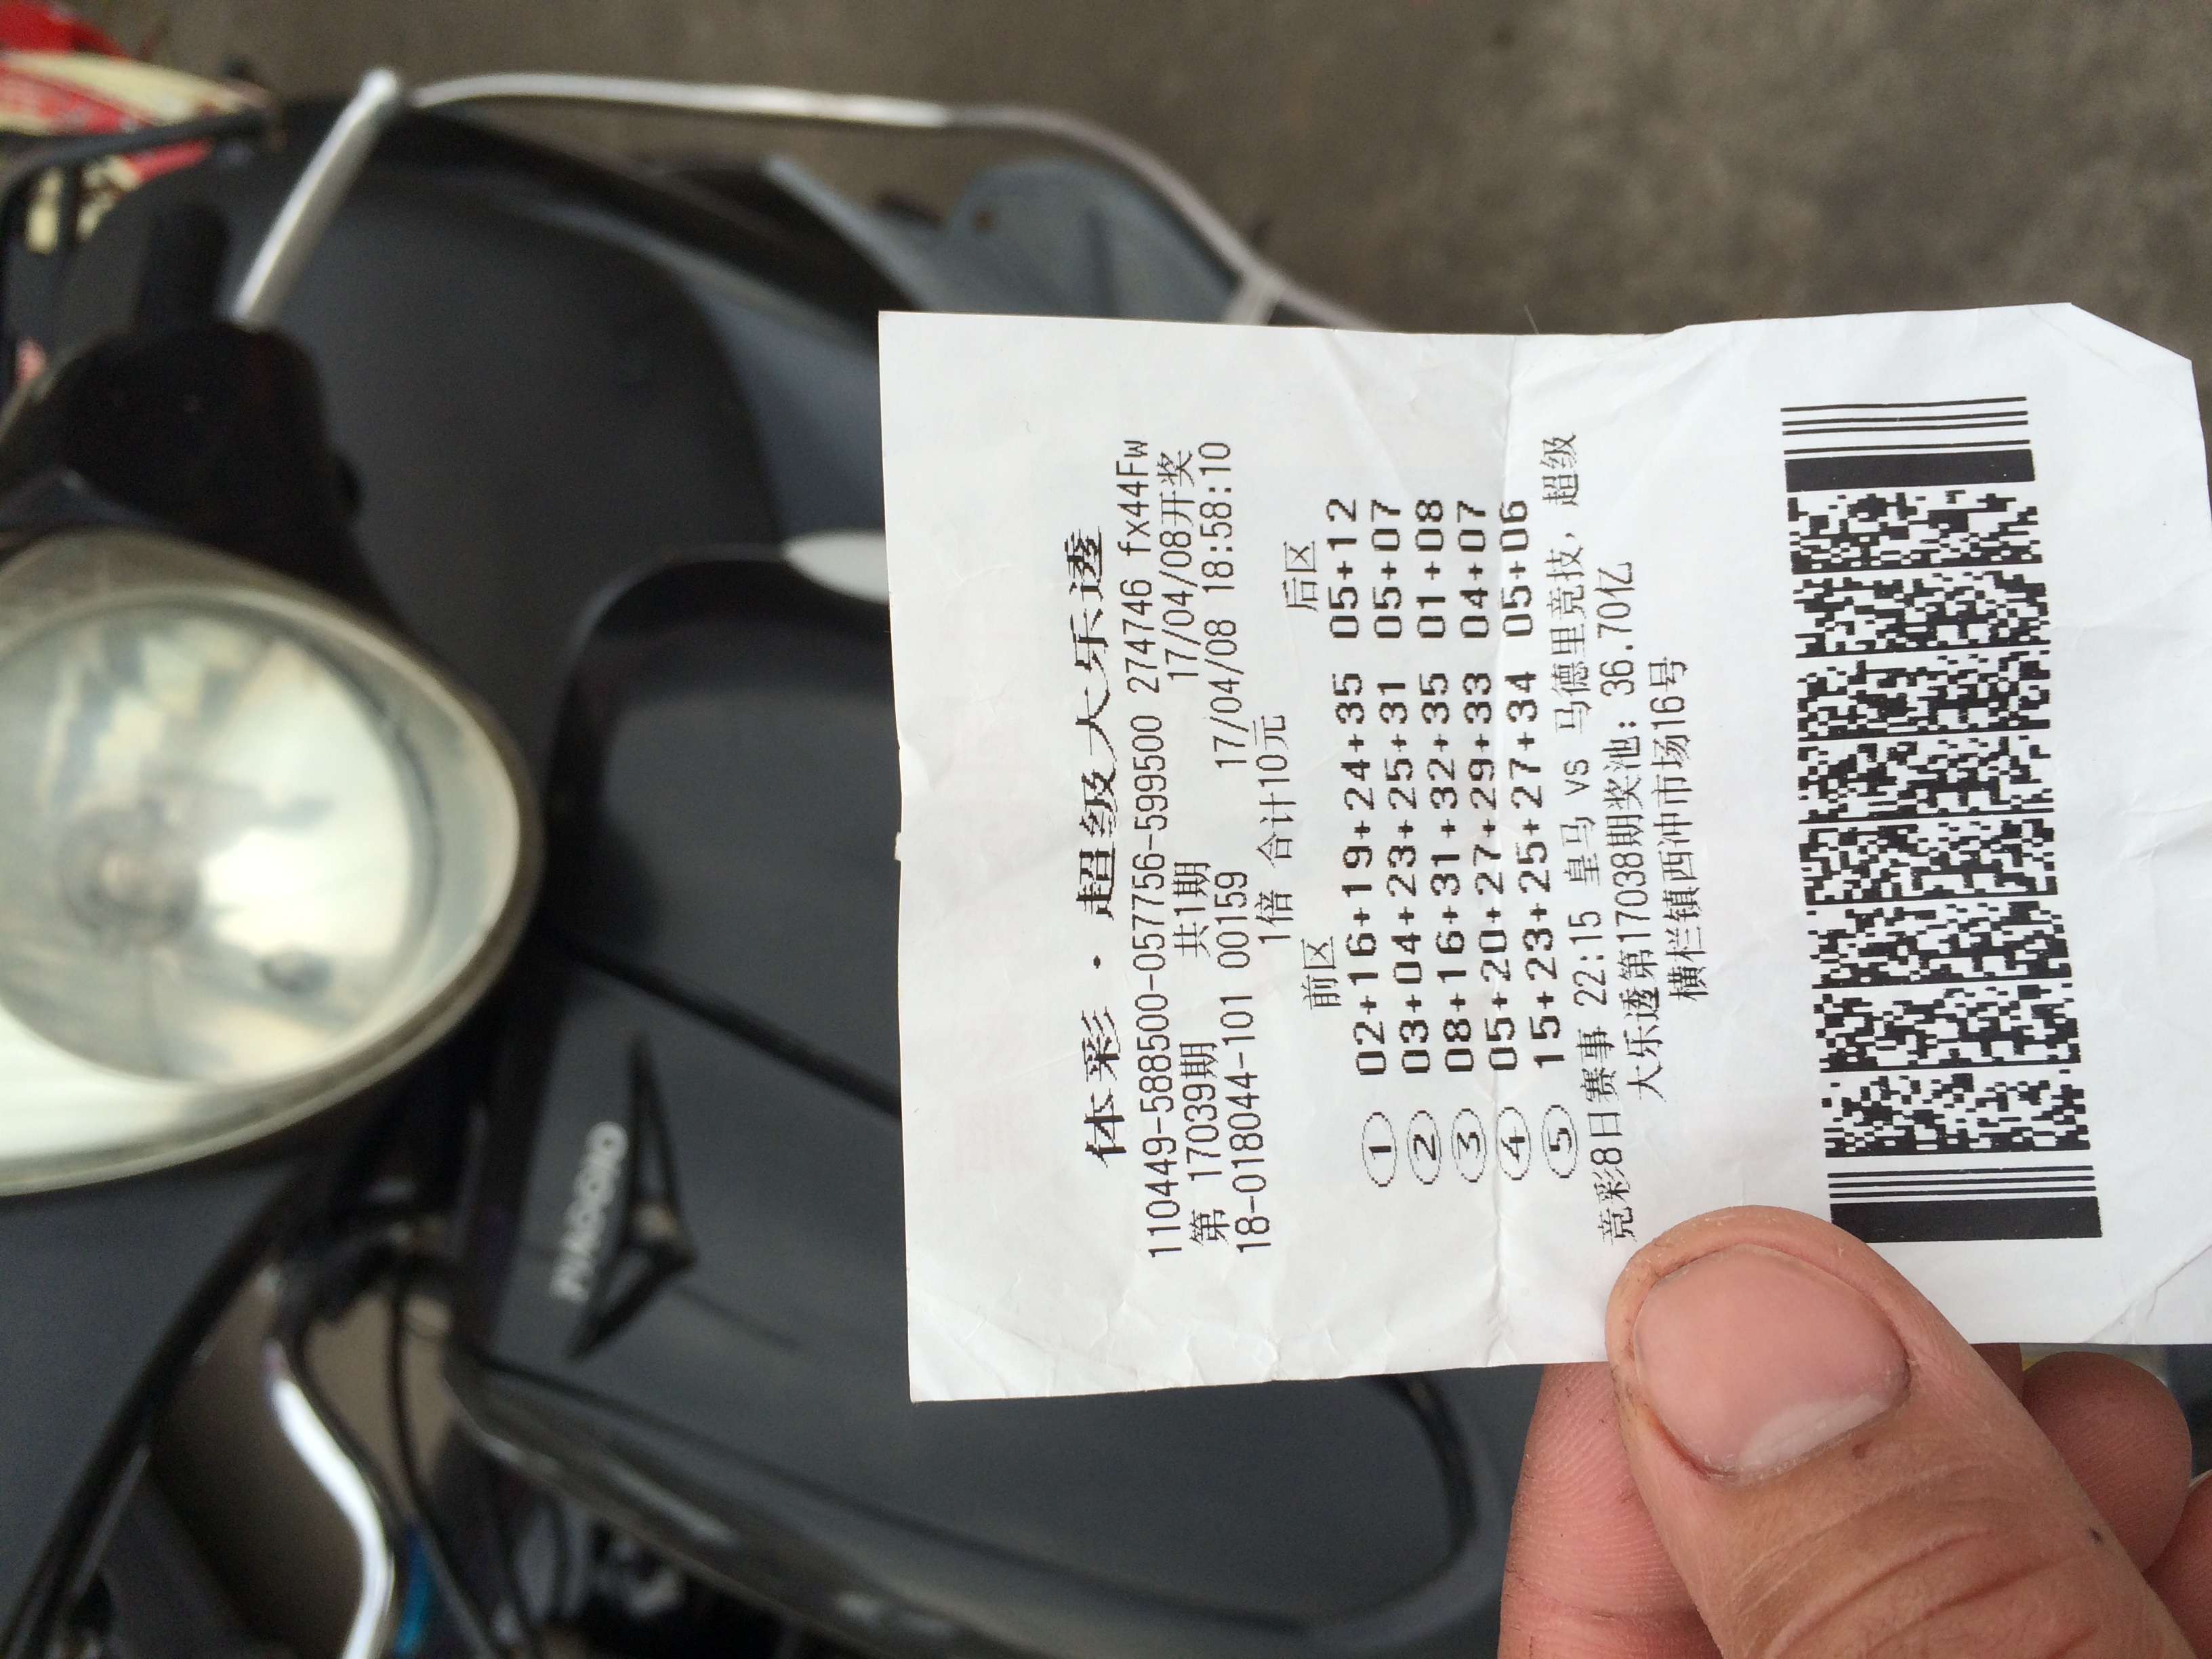 体彩·超级大乐透
110449-588500-057756-599500 274746 fx44Fw
第 17039期 共1期 17/04/08开奖
18-018044-101 00159 17/04/08 18:58:10
1倍 合计10元
前区 后区
① 02+16+19+24+35 05+12
② 03+04+23+25+31 05+07
③ 08+16+31+32+35 01+08
④ 05+20+27+29+33 04+07
⑤ 15+23+25+27+34 05+06
竞彩8日赛事 22:15 皇马 vs 马德里竞技, 超级
大乐透第17038期奖池: 36.70亿
横栏镇西冲市场16号